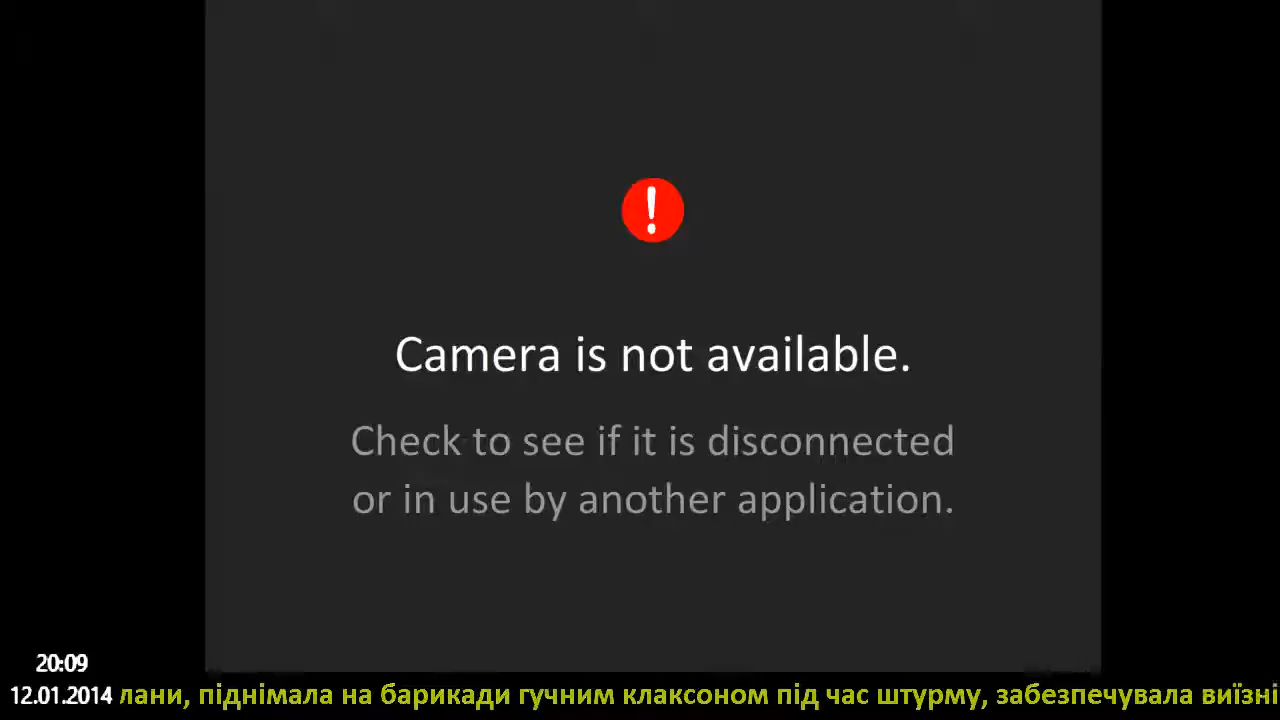 !
Camera is not available.
Check to see if it is disconnected
or in use by another application.
20:09
12.01.2014 лани, піднімала на барикади гучним клаксоном під час штурму, забезпечувала виїзні